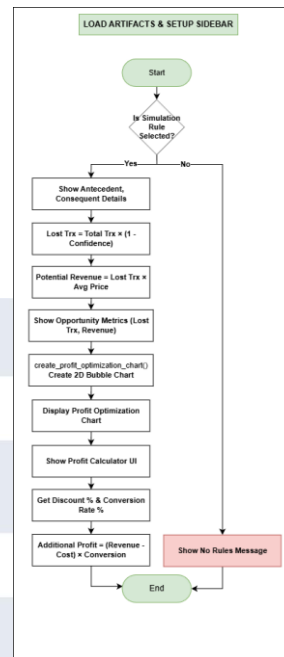 LOAD ARTIFACTS & SETUP SIDEBAR
Start
Is Simulation
Rule
Selected?
Yes
No
Show Antecedent,
Consequent Details
Lost Trx = Total Trx × (1 -
Confidence)
Potential Revenue = Lost Trx ×
Avg Price
Show Opportunity Metrics (Lost
Trx, Revenue)
create_profit_optimization_chart()
Create 2D Bubble Chart
Display Profit Optimization
Chart
Show Profit Calculator UI
Get Discount % & Conversion
Rate %
Additional Profit = (Revenue -
Cost) × Conversion
Show No Rules Message
End